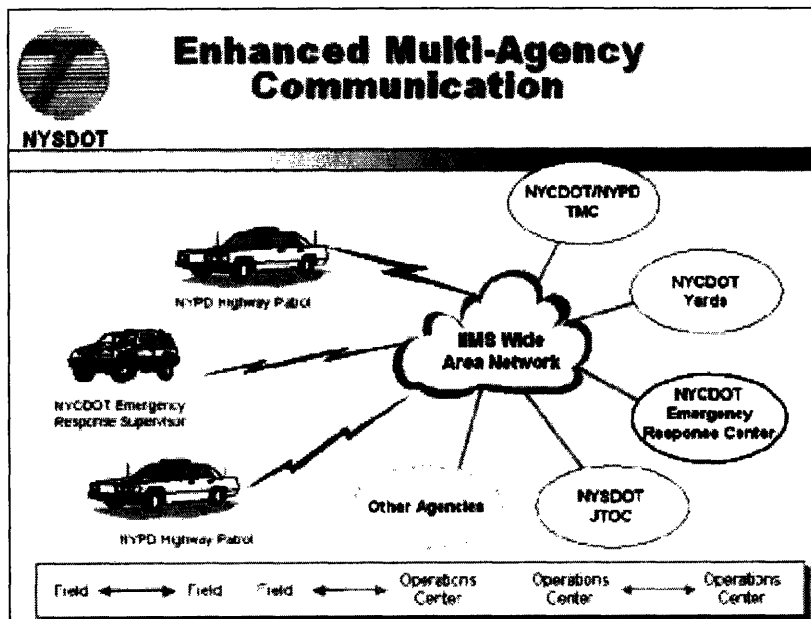 Enhanced Multi-Agency
Communication
NYSDOT
NYCDOT/NYPD
TMC
NYPD Highway Patrol
NYCDOT
Yards
IIMS Wide
Area Network
NYCDOT Emergency
Response Supervisor
NYCDOT
Emergency
Response Center
Other Agencies
NYSDOT
JTOC
NYPD Highway Patrol
Field Field Field Operations Operations Operations
Center Center Center